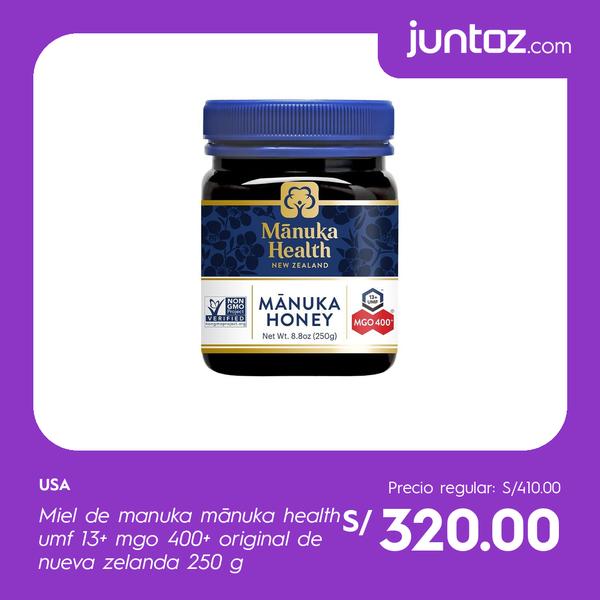 juntoz.com
Mānuka
Health
NEW ZEALAND
NON
GMO
Project
VERIFIED
nongmoproject.org
MĀNUKA
HONEY
Net Wt. 8.8oz (250g)
13+
UMF
MGO 400+
USA
Miel de manuka mānuka health
umf 13+ mgo 400+ original de
nueva zelanda 250 g
Precio regular: S/410.00
S/ 320.00